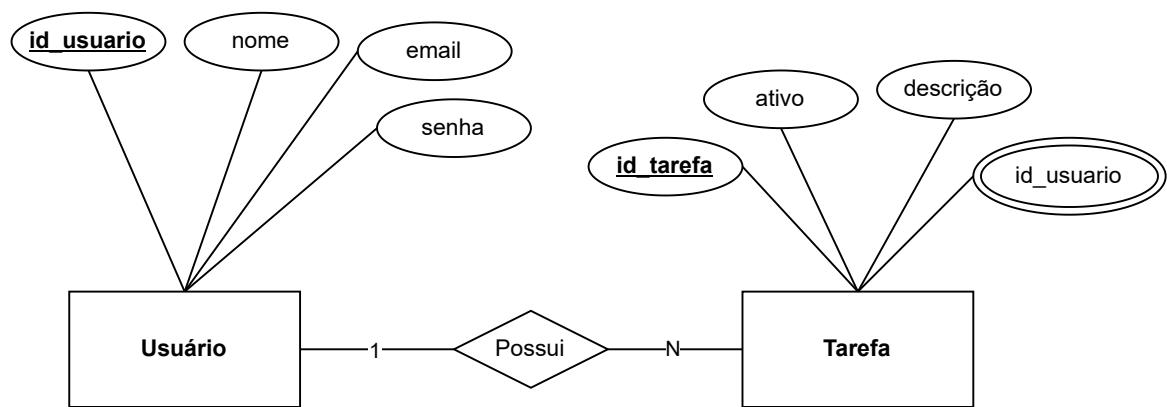 id_usuario
nome
email
senha
id_tarefa
ativo
descrição
id_usuario
Usuário
1
Possui
N
Tarefa